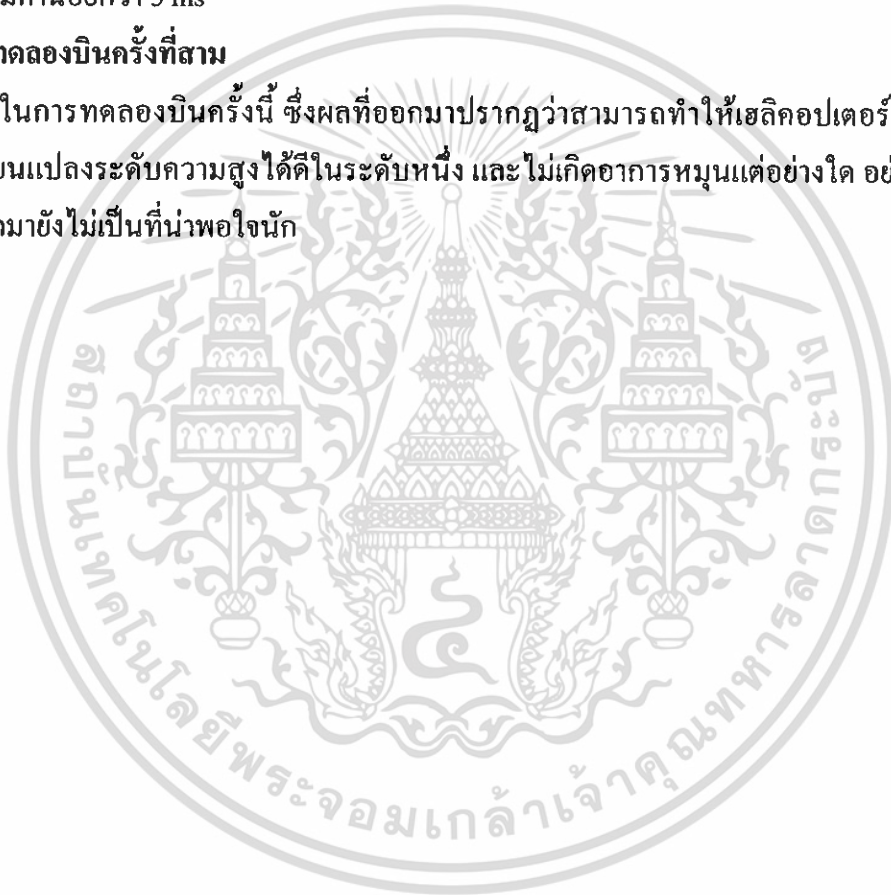 ทดลองบินครั้งที่สาม
ในการทดลองบินครั้งนี้ ซึ่งผลที่ออกมาปรากฏว่าสามารถทำให้เฮลิคอปเตอร์
ยนแปลงระดับความสูงได้ดีในระดับหนึ่ง และไม่เกิดอาการหมุนแต่อย่างใด อย่
มายังไม่เป็นที่น่าพอใจนัก
สถาบันเทคโนโลยีพระจอมเกล้าเจ้าคุณทหารลาดกระบัง